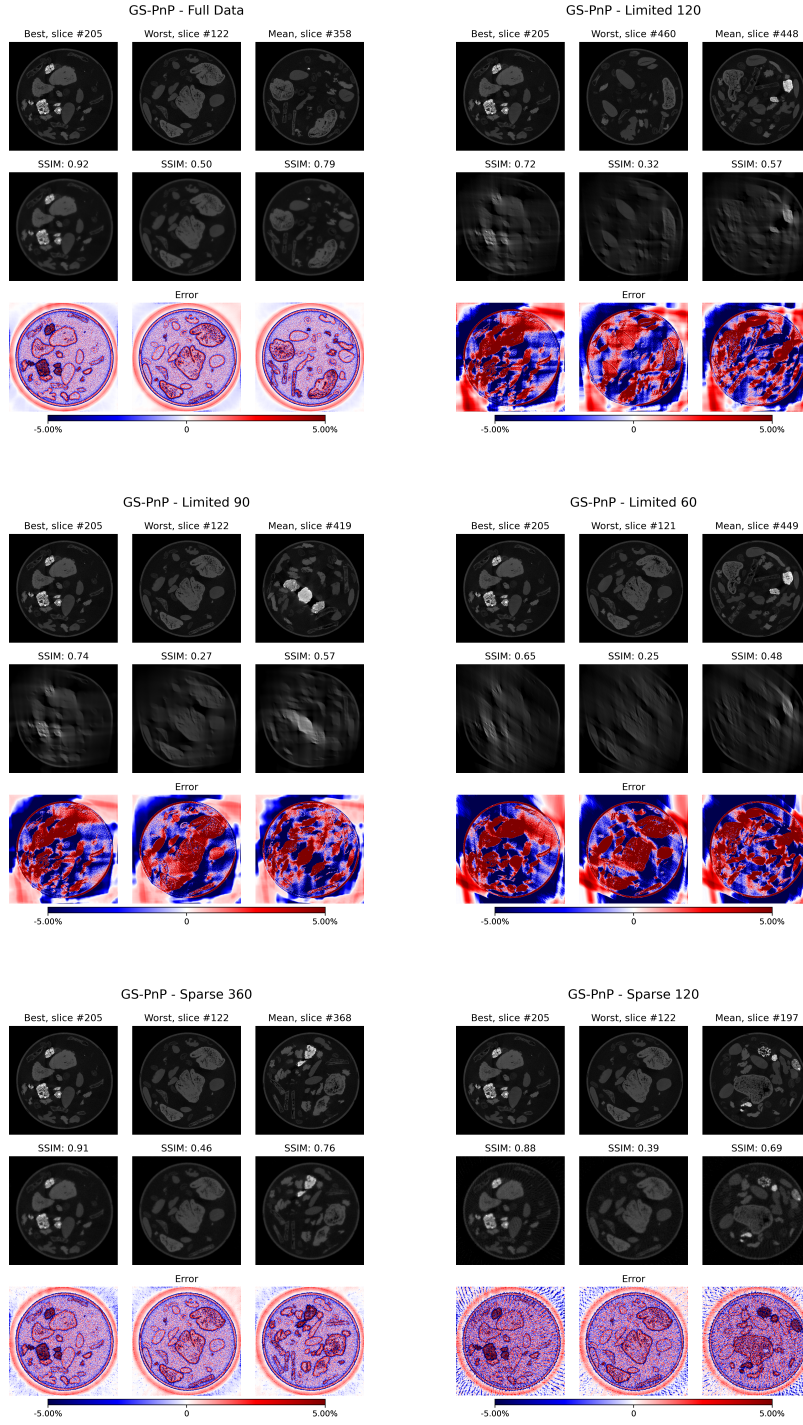 GS-PnP - Full Data
Best, slice #205 Worst, slice #122 Mean, slice #358
SSIM: 0.92 SSIM: 0.50 SSIM: 0.79
Error
-5.00% 0 5.00%
GS-PnP - Limited 120
Best, slice #205 Worst, slice #460 Mean, slice #448
SSIM: 0.72 SSIM: 0.32 SSIM: 0.57
Error
-5.00% 0 5.00%
GS-PnP - Limited 90
Best, slice #205 Worst, slice #122 Mean, slice #419
SSIM: 0.74 SSIM: 0.27 SSIM: 0.57
Error
-5.00% 0 5.00%
GS-PnP - Limited 60
Best, slice #205 Worst, slice #121 Mean, slice #449
SSIM: 0.65 SSIM: 0.25 SSIM: 0.48
Error
-5.00% 0 5.00%
GS-PnP - Sparse 360
Best, slice #205 Worst, slice #122 Mean, slice #368
SSIM: 0.91 SSIM: 0.46 SSIM: 0.76
Error
-5.00% 0 5.00%
GS-PnP - Sparse 120
Best, slice #205 Worst, slice #122 Mean, slice #197
SSIM: 0.88 SSIM: 0.39 SSIM: 0.69
Error
-5.00% 0 5.00%